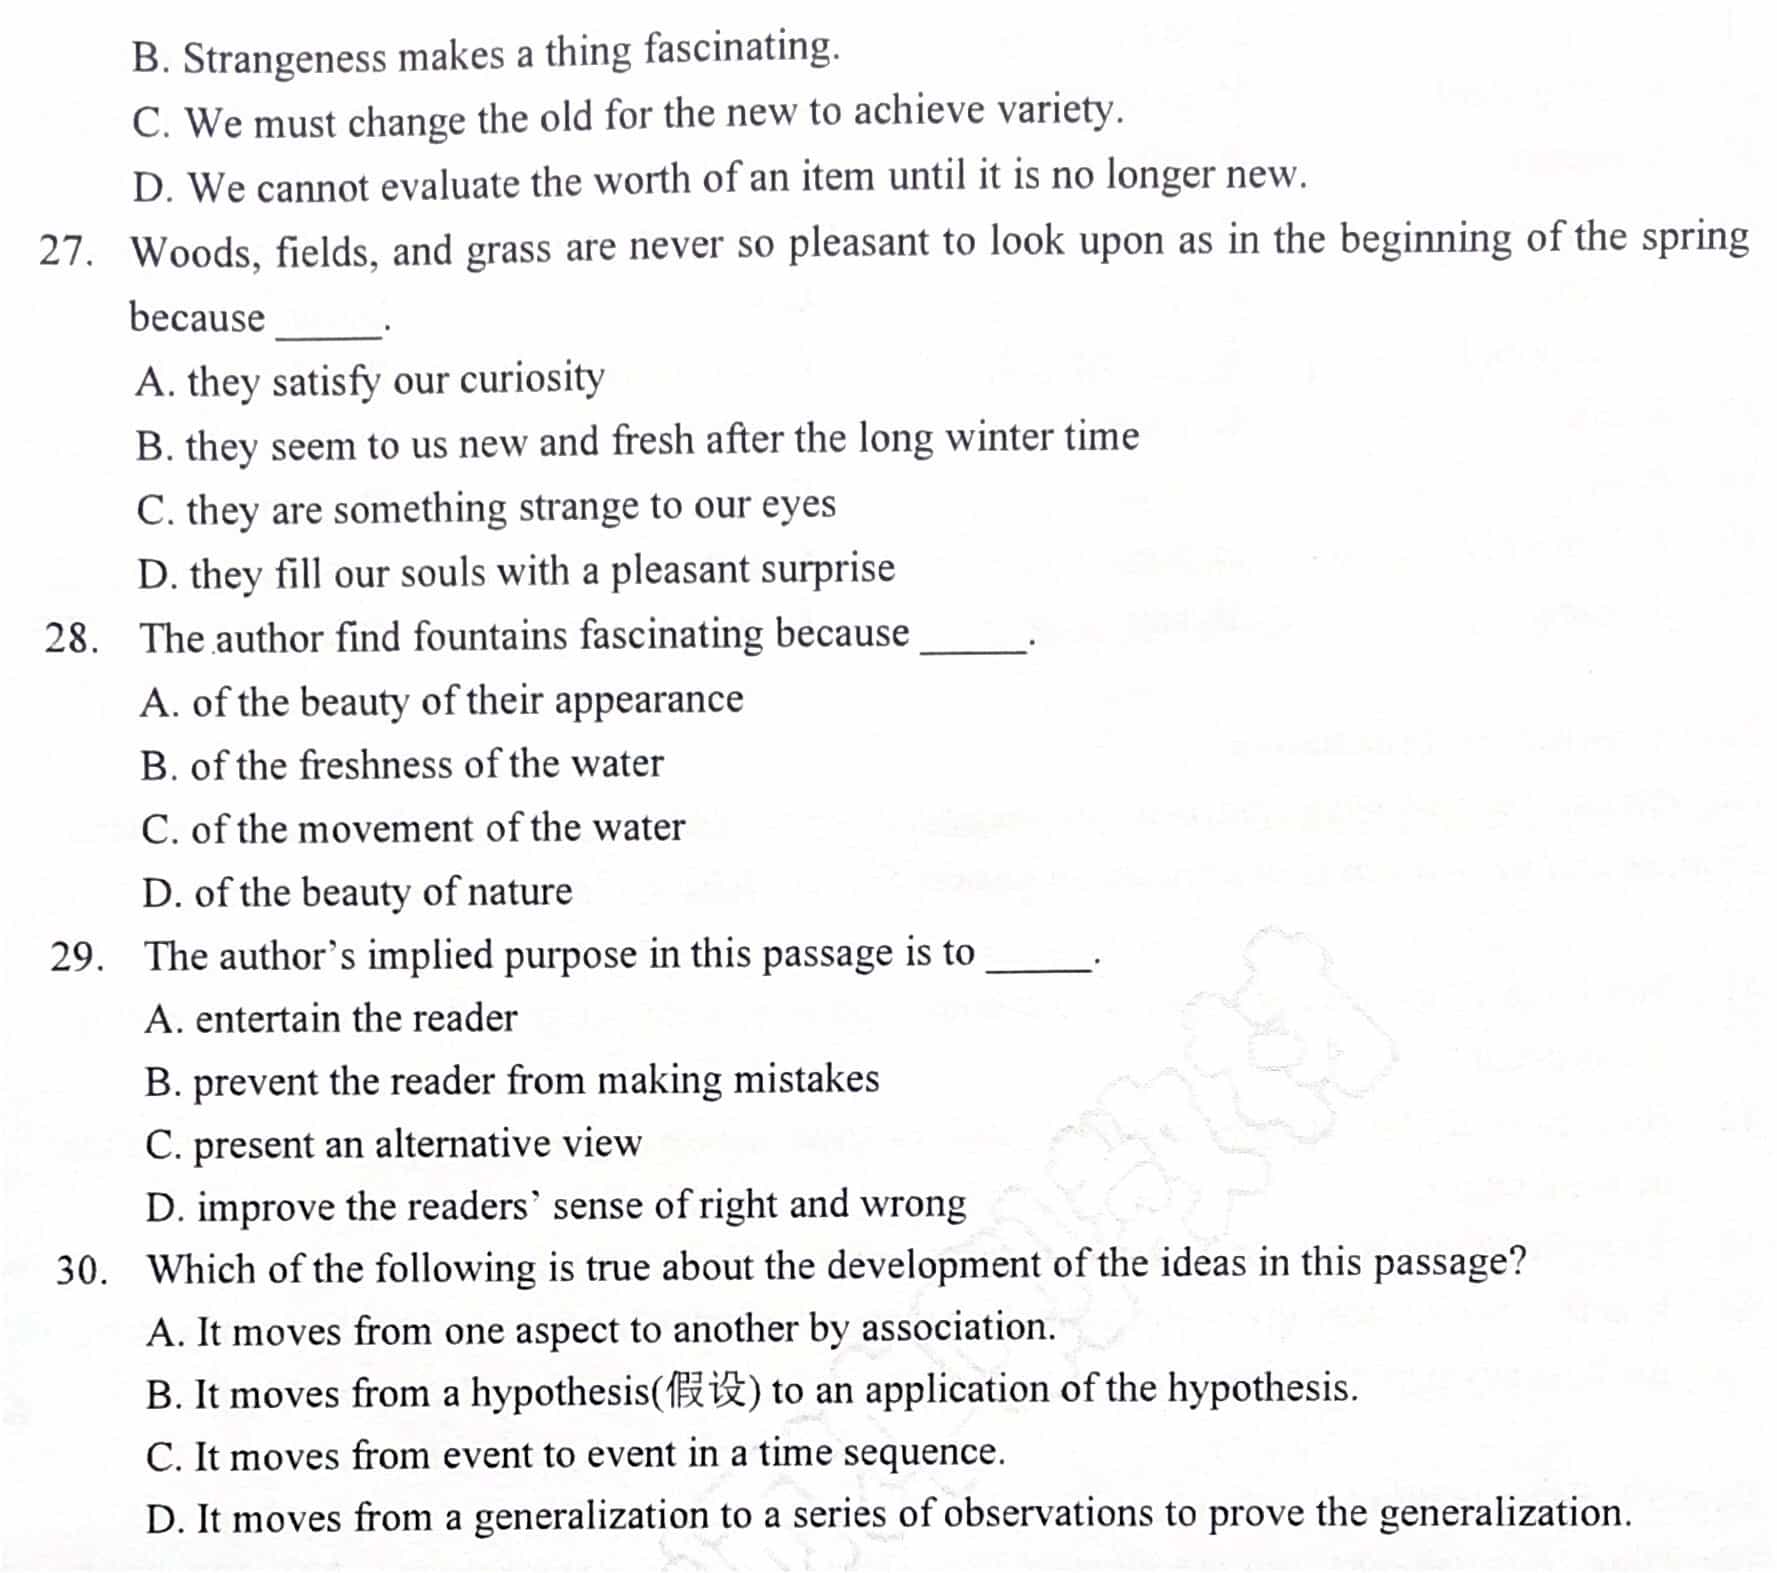 B. Strangeness makes a thing fascinating.
C. We must change the old for the new to achieve variety.
D. We cannot evaluate the worth of an item until it is no longer new.
27. Woods, fields, and grass are never so pleasant to look upon as in the beginning of the spring
because _____.
A. they satisfy our curiosity
B. they seem to us new and fresh after the long winter time
C. they are something strange to our eyes
D. they fill our souls with a pleasant surprise
28. The author find fountains fascinating because _____.
A. of the beauty of their appearance
B. of the freshness of the water
C. of the movement of the water
D. of the beauty of nature
29. The author's implied purpose in this passage is to _____.
A. entertain the reader
B. prevent the reader from making mistakes
C. present an alternative view
D. improve the readers' sense of right and wrong
30. Which of the following is true about the development of the ideas in this passage?
A. It moves from one aspect to another by association.
B. It moves from a hypothesis(假设) to an application of the hypothesis.
C. It moves from event to event in a time sequence.
D. It moves from a generalization to a series of observations to prove the generalization.